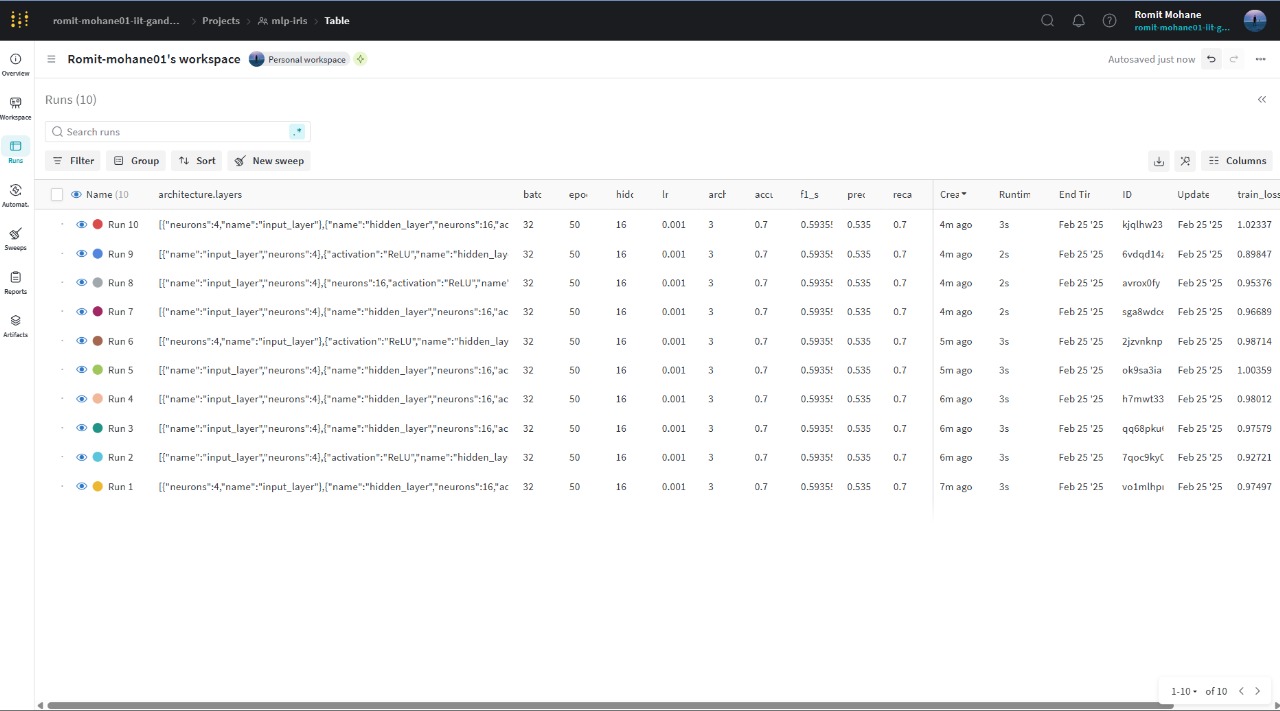 romit-mohane01-iit-gand... > Projects > mlp-iris > Table
Romit Mohane
romit-mohane01-iit-g...
Romit-mohane01's workspace Personal workspace Autosaved just now
Overview
Workspace
Runs
Automat.
Sweeps
Reports
Artifacts
Runs (10)
Search runs .*
Filter Group Sort New sweep Columns
Name (10 architecture.layers batc epo hidc lr arch accu f1_s prec reca Crea Runtim End Tir ID Update train_loss
Run 10 [{"neurons":4,"name":"input_layer"},{"name":"hidden_layer","neurons":16,"ac 32 50 16 0.001 3 0.7 0.5935 0.535 0.7 4m ago 3s Feb 25 '25 kjqlhw23 Feb 25 '25 1.02337
Run 9 [{"name":"input_layer","neurons":4},{"activation":"ReLU","name":"hidden_lay 32 50 16 0.001 3 0.7 0.5935 0.535 0.7 4m ago 2s Feb 25 '25 6vdqd14 Feb 25 '25 0.89847
Run 8 [{"name":"input_layer","neurons":4},{"neurons":16,"activation":"ReLU","name" 32 50 16 0.001 3 0.7 0.5935 0.535 0.7 4m ago 2s Feb 25 '25 avrox0fy Feb 25 '25 0.95376
Run 7 [{"name":"input_layer","neurons":4},{"name":"hidden_layer","neurons":16,"ac 32 50 16 0.001 3 0.7 0.5935 0.535 0.7 4m ago 2s Feb 25 '25 sga8wdc Feb 25 '25 0.96689
Run 6 [{"neurons":4,"name":"input_layer"},{"activation":"ReLU","name":"hidden_lay 32 50 16 0.001 3 0.7 0.5935 0.535 0.7 5m ago 3s Feb 25 '25 2jzvnknp Feb 25 '25 0.98714
Run 5 [{"name":"input_layer","neurons":4},{"name":"hidden_layer","neurons":16,"ac 32 50 16 0.001 3 0.7 0.5935 0.535 0.7 5m ago 3s Feb 25 '25 ok9sa3ia Feb 25 '25 1.00359
Run 4 [{"name":"input_layer","neurons":4},{"name":"hidden_layer","neurons":16,"ac 32 50 16 0.001 3 0.7 0.5935 0.535 0.7 6m ago 3s Feb 25 '25 h7mwt33 Feb 25 '25 0.98012
Run 3 [{"name":"input_layer","neurons":4},{"name":"hidden_layer","neurons":16,"ac 32 50 16 0.001 3 0.7 0.5935 0.535 0.7 6m ago 3s Feb 25 '25 qq68pku Feb 25 '25 0.97579
Run 2 [{"name":"input_layer","neurons":4},{"activation":"ReLU","name":"hidden_lay 32 50 16 0.001 3 0.7 0.5935 0.535 0.7 6m ago 3s Feb 25 '25 7qoc9ky Feb 25 '25 0.92721
Run 1 [{"neurons":4,"name":"input_layer"},{"name":"hidden_layer","neurons":16,"ac 32 50 16 0.001 3 0.7 0.5935 0.535 0.7 7m ago 3s Feb 25 '25 vo1mlhp Feb 25 '25 0.97497
1-10 of 10